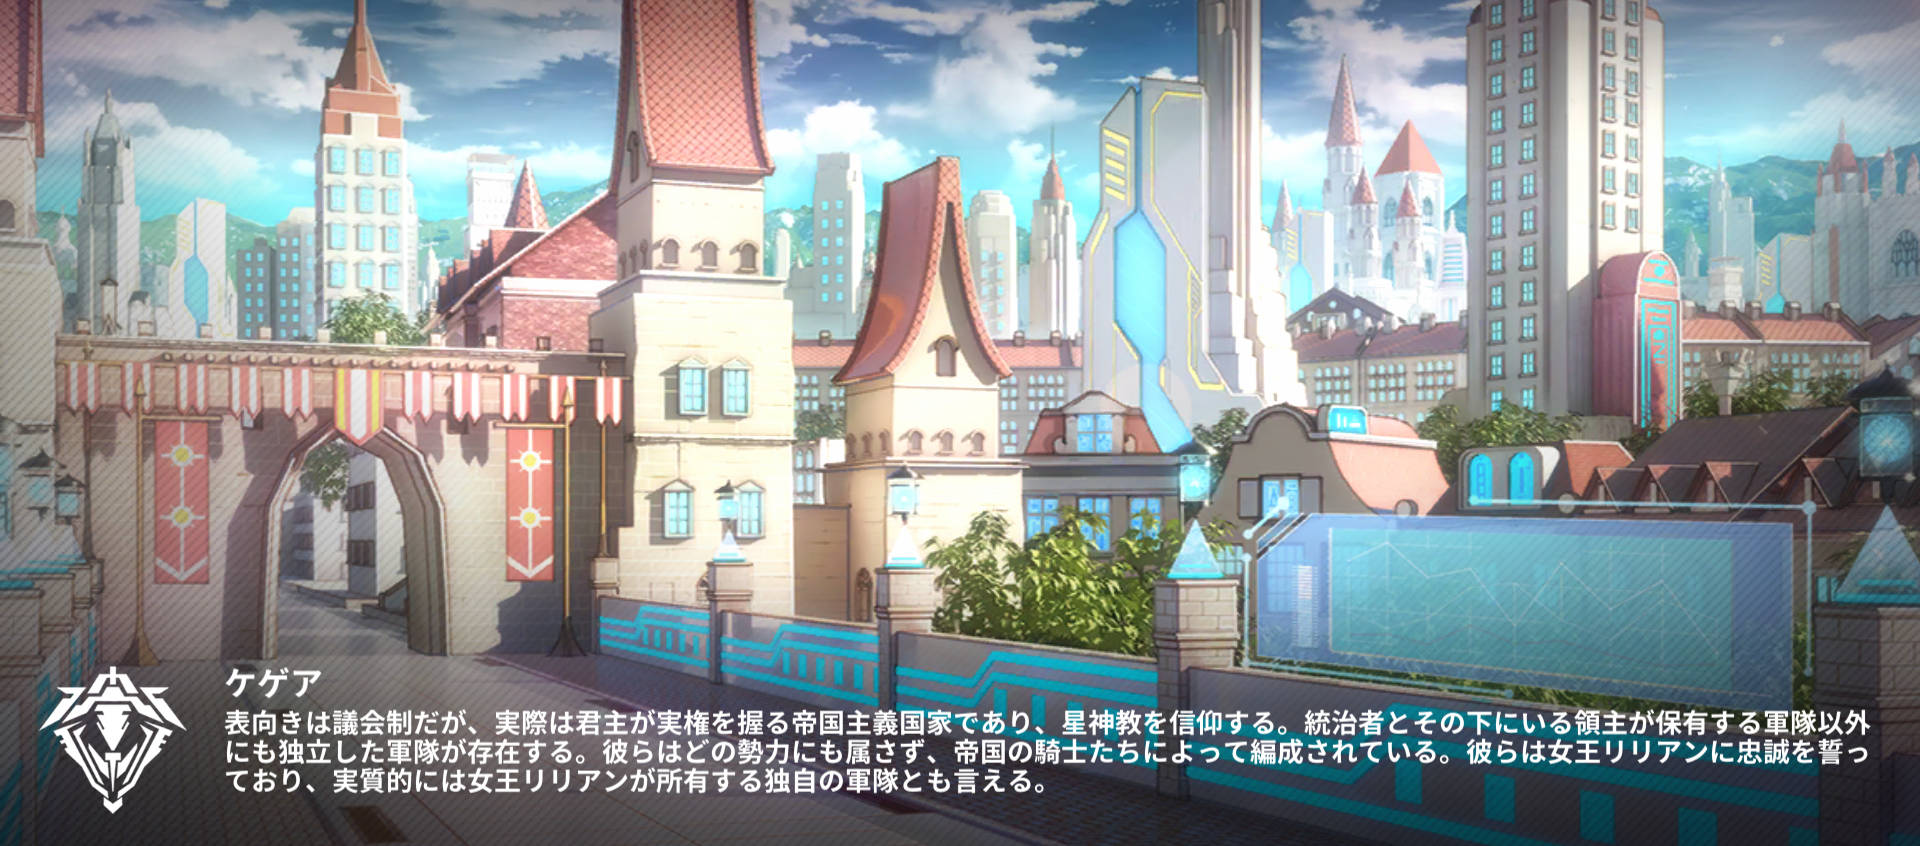 ケゲア
表向きは議会制だが、実際は君主が実権を握る帝国主義国家であり、星神教を信仰する。統治者とその下にいる領主が保有する軍隊以外
にも独立した軍隊が存在する。彼らはどの勢力にも属さず、帝国の騎士たちによって編成されている。彼らは女王リリアンに忠誠を誓っ
ており、実質的には女王リリアンが所有する独自の軍隊とも言える。